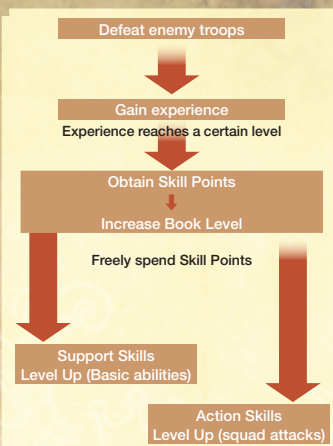 Defeat enemy troops
Gain experience
Experience reaches a certain level
Obtain Skill Points
Increase Book Level
Freely spend Skill Points
Support Skills
Level Up (Basic abilities)
Action Skills
Level Up (squad attacks)